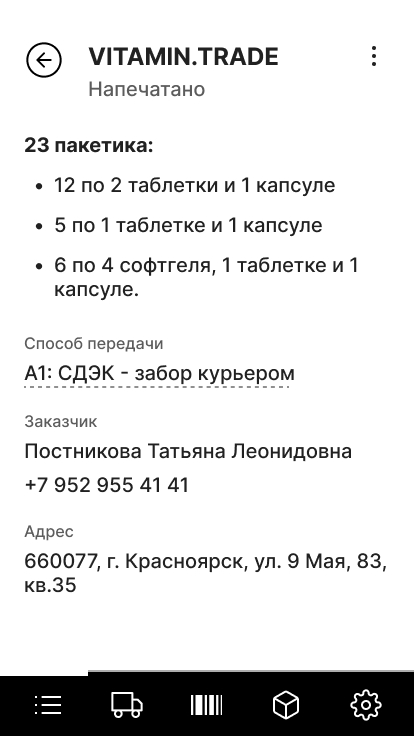 VITAMIN.TRADE
Напечатано
23 пакетика:
• 12 по 2 таблетки и 1 капсуле
• 5 по 1 таблетке и 1 капсуле
• 6 по 4 софтгеля, 1 таблетке и 1
капсуле.
Способ передачи
А1: СДЭК - забор курьером
Заказчик
Постникова Татьяна Леонидовна
+7 952 955 41 41
Адрес
660077, г. Красноярск, ул. 9 Мая, 83,
кв.35